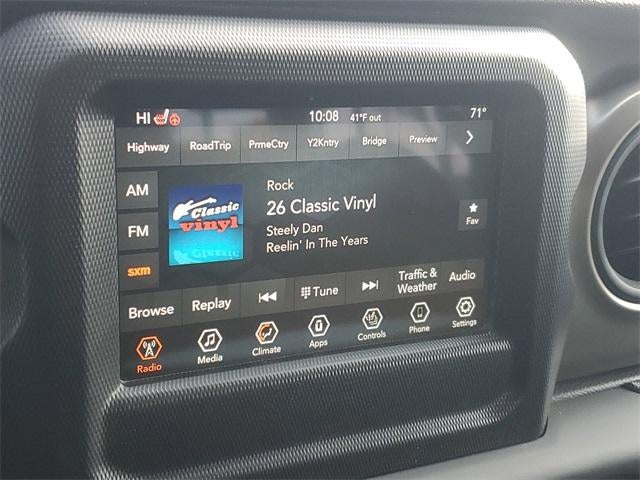 HI 10:08 41°F out 71°
Highway RoadTrip PrmeCtry Y2Kntry Bridge Preview
AM
FM
sxm
Classic
vinyl
Rock
26 Classic Vinyl
Steely Dan
Reelin' In The Years
Fav
Browse Replay Tune Traffic & Weather Audio
Radio Media Climate Apps Controls Phone Settings